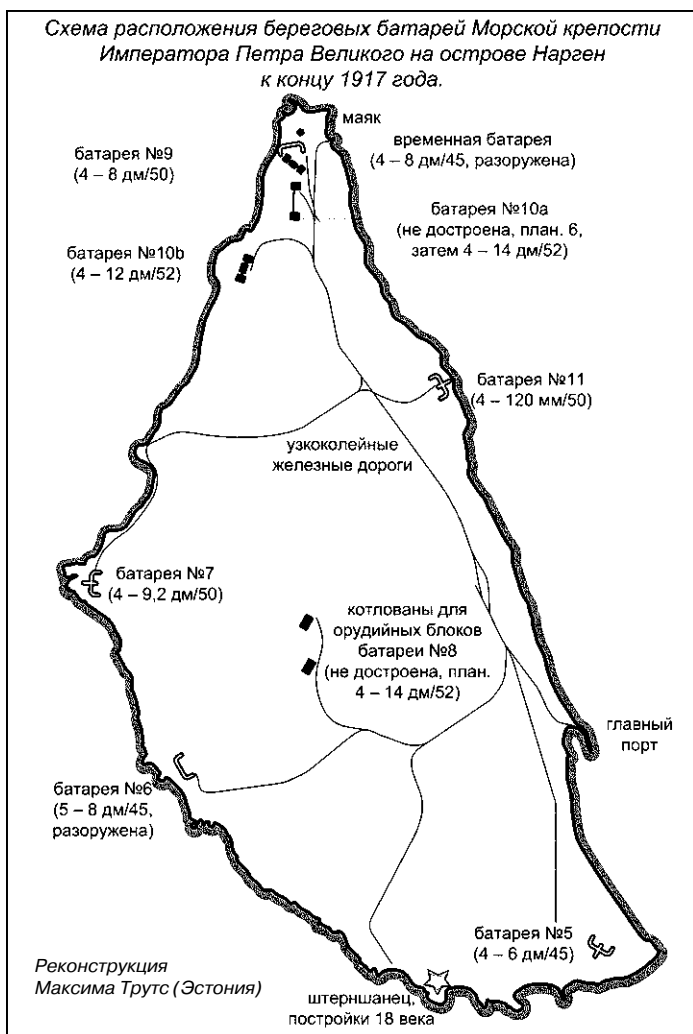 Схема расположения береговых батарей Морской крепости
Императора Петра Великого на острове Нарген
к концу 1917 года.
маяк
батарея №9
(4 – 8 дм/50)
временная батарея
(4 – 8 дм/45, разоружена)
батарея №10а
(не достроена, план. 6,
затем 4 – 14 дм/52)
батарея №10b
(4 – 12 дм/52)
батарея №11
(4 – 120 мм/50)
узкоколейные
железные дороги
батарея №7
(4 – 9,2 дм/50)
котлованы для
орудийных блоков
батареи №8
(не достроена, план.
4 – 14 дм/52)
главный
порт
батарея №6
(5 – 8 дм/45,
разоружена)
батарея №5
(4 – 6 дм/45)
Реконструкция
Максима Трутс (Эстония)
штерншанец,
постройки 18 века